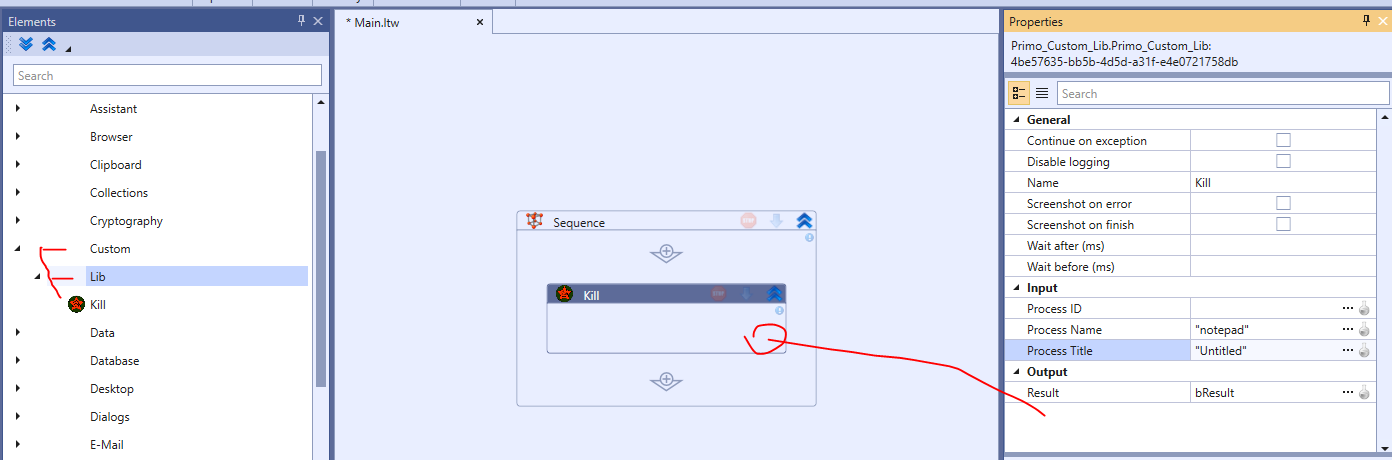 Elements
Search
Assistant
Browser
Clipboard
Collections
Cryptography
Custom
Lib
Kill
Data
Database
Desktop
Dialogs
E-Mail
* Main.ltw
Sequence
Kill
Properties
Primo_Custom_Lib.Primo_Custom_Lib:
4be57635-bb5b-4d5d-a31f-e4e0721758db
Search
General
Continue on exception
Disable logging
Name Kill
Screenshot on error
Screenshot on finish
Wait after (ms)
Wait before (ms)
Input
Process ID
Process Name "notepad"
Process Title "Untitled"
Output
Result bResult